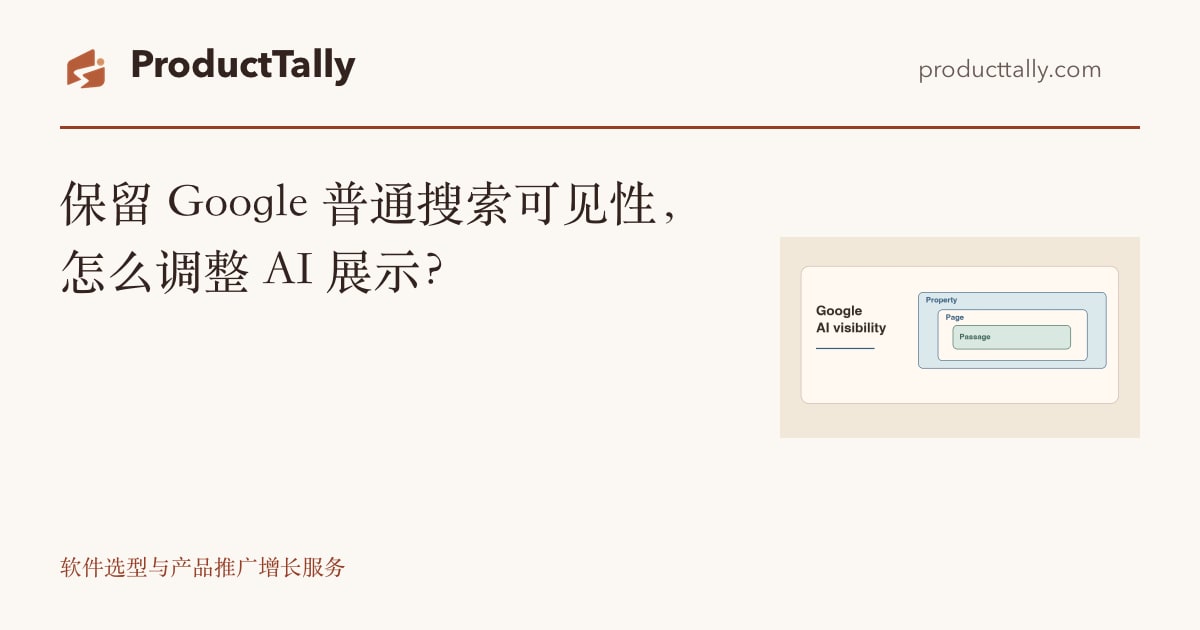 ProductTally
producttally.com
保留 Google 普通搜索可见性，
怎么调整 AI 展示？
Google
AI visibility
Property
Page
Passage
软件选型与产品推广增长服务